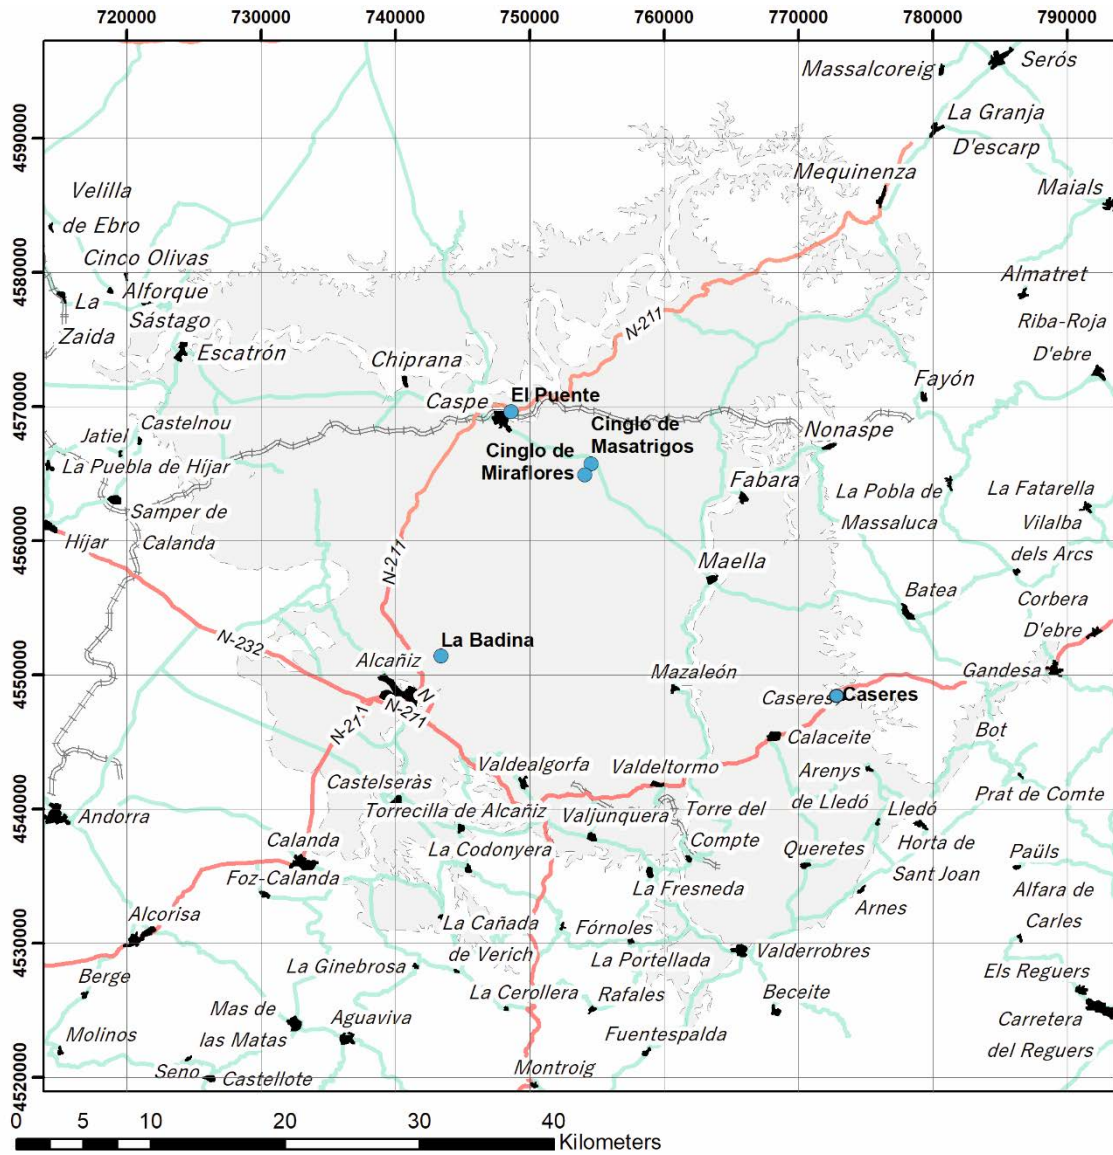 720000 730000 740000 750000 760000 770000 780000 790000
Massalcoreig
Serós
4590000
La Granja
D'escarp
Mequinenza
Maials
Velilla
de Ebro
Cinco Olivas
4580000
La
Alforque
Almatret
Zaida
Sástago
N-211
Riba-Roja
D'ebre
Escatrón
Chiprana
Caspe
El Puente
Fayón
4570000
Castelnou
Cinglo de
Masatrigos
Jatiel
Cinglo de
Miraflores
Nonaspe
La Puebla de Híjar
Fabara
La Pobla de
Massaluca
La Fatarella
Samper de
Calanda
Vilalba
dels Arcs
Híjar
4560000
N-211
Maella
Batea
Corbera
D'ebre
N-232
La Badina
Alcañiz
Mazaleón
Gandesa
4550000
Caseres
Caseres
N
N-211
N-211
Calaceite
Bot
Valdealgorfa
Valdeltormo
Arenys
de Lledó
Castelseràs
Prat de Comte
4540000
Andorra
Torrecilla de Alcañiz
Valjunquera
Torre del
Compte
Lledó
Calanda
La Codonyera
Queretes
Horta de
Sant Joan
Paüls
Foz-Calanda
La Fresneda
Arnes
Alfara de
Carles
Alcorisa
La Cañada
de Verich
Fórnoles
4530000
La Portellada
Valderrobres
Berge
La Ginebrosa
Els Reguers
La Cerollera
Rafales
Beceite
Mas de
las Matas
Aguaviva
Carretera
del Reguers
Molinos
Fuentespalda
Seno
Castellote
Montroig
4520000
0 5 10 20 30 40
Kilometers